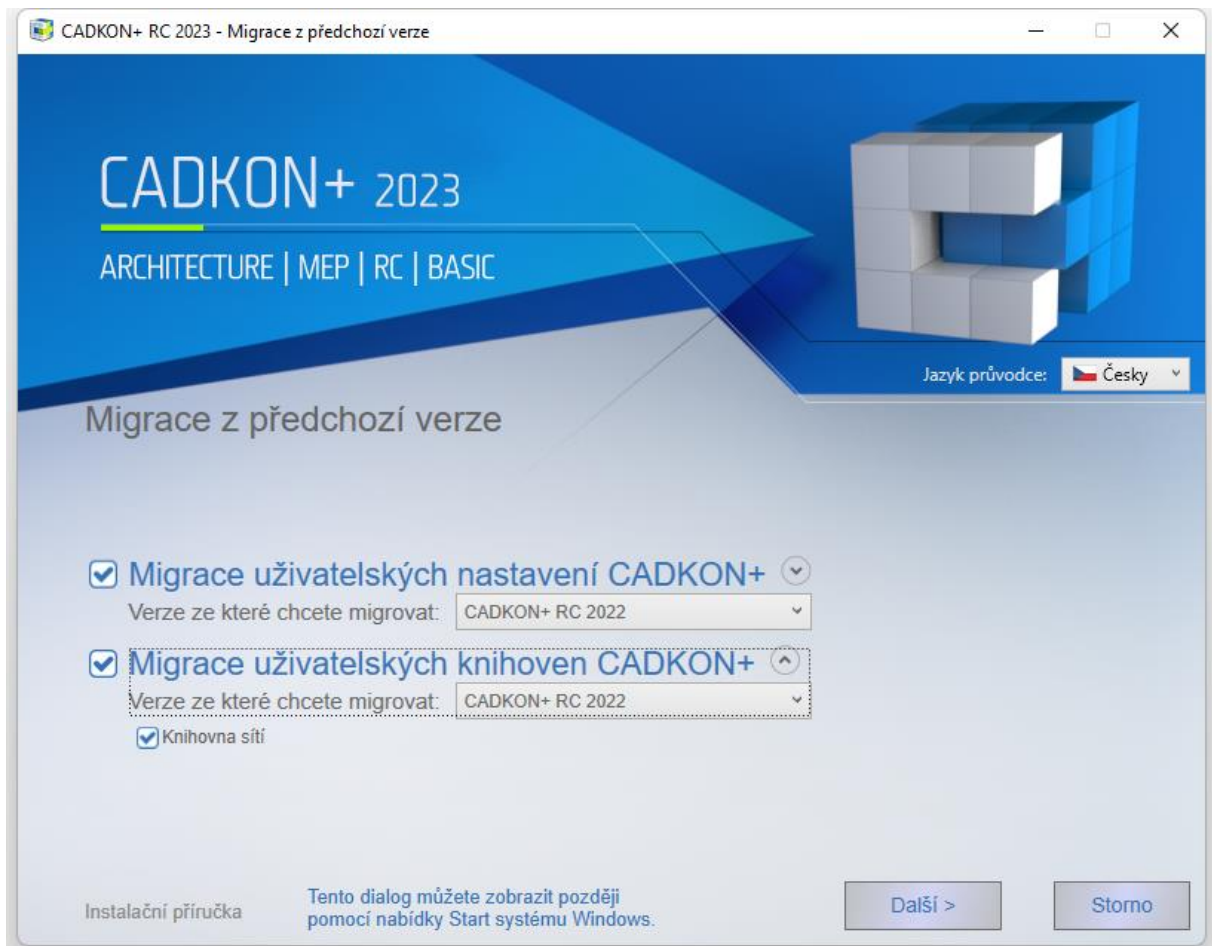 CADKON+ RC 2023 - Migrace z předchozí verze
CADKON+ 2023
ARCHITECTURE | MEP | RC | BASIC
Jazyk průvodce: Česky
Migrace z předchozí verze
Migrace uživatelských nastavení CADKON+
Verze ze které chcete migrovat: CADKON+ RC 2022
Migrace uživatelských knihoven CADKON+
Verze ze které chcete migrovat: CADKON+ RC 2022
Knihovna sítí
Instalační příručka
Tento dialog můžete zobrazit později
pomocí nabídky Start systému Windows.
Další >
Storno